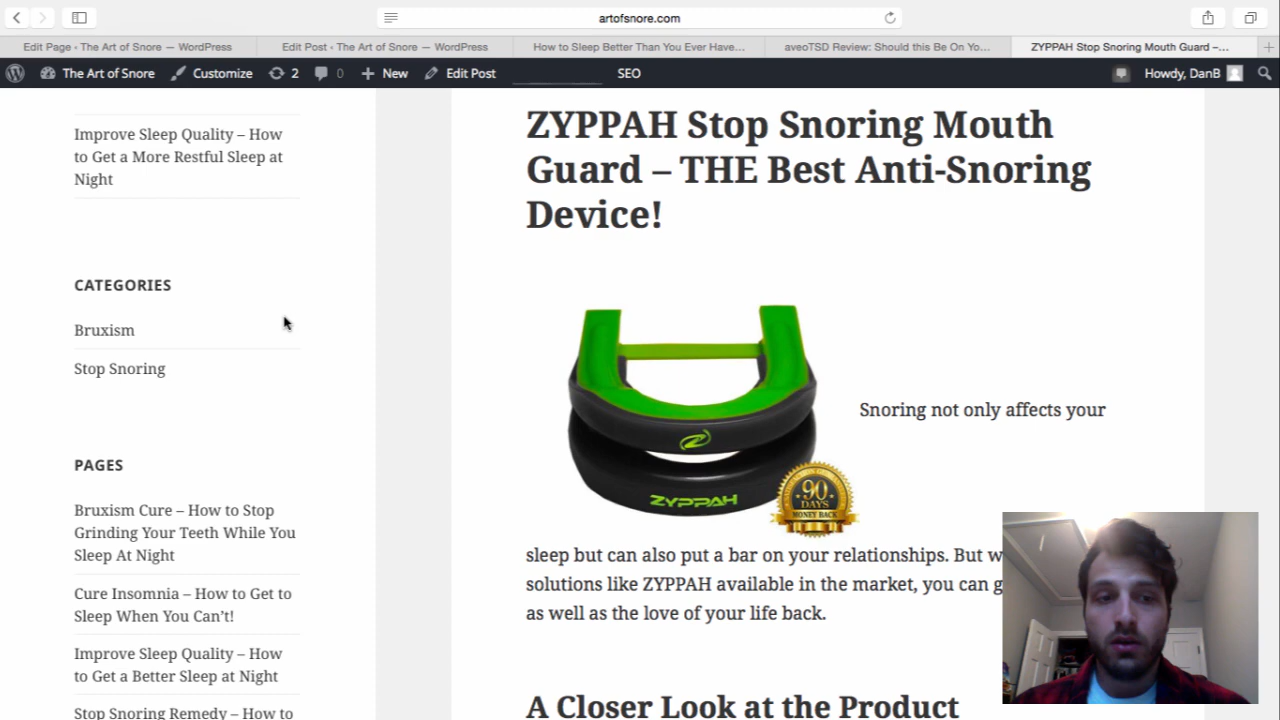 artofsnore.com
Edit Page ‹ The Art of Snore — WordPress
Edit Post ‹ The Art of Snore — WordPress
How to Sleep Better Than You Ever Have...
aveoTSD Review: Should this Be On Yo...
ZYPPAH Stop Snoring Mouth Guard –...
The Art of Snore
Customize
2
0
New
Edit Post
SEO
Howdy, DanB
Improve Sleep Quality – How
to Get a More Restful Sleep at
Night
CATEGORIES
Bruxism
Stop Snoring
PAGES
Bruxism Cure – How to Stop
Grinding Your Teeth While You
Sleep At Night
Cure Insomnia – How to Get to
Sleep When You Can't!
Improve Sleep Quality – How
to Get a Better Sleep at Night
Stop Snoring Remedy – How to
ZYPPAH Stop Snoring Mouth
Guard – THE Best Anti-Snoring
Device!
ZYPPAH
90
DAYS
MONEY BACK
Snoring not only affects your
sleep but can also put a bar on your relationships. But w
solutions like ZYPPAH available in the market, you can g
as well as the love of your life back.
A Closer Look at the Product